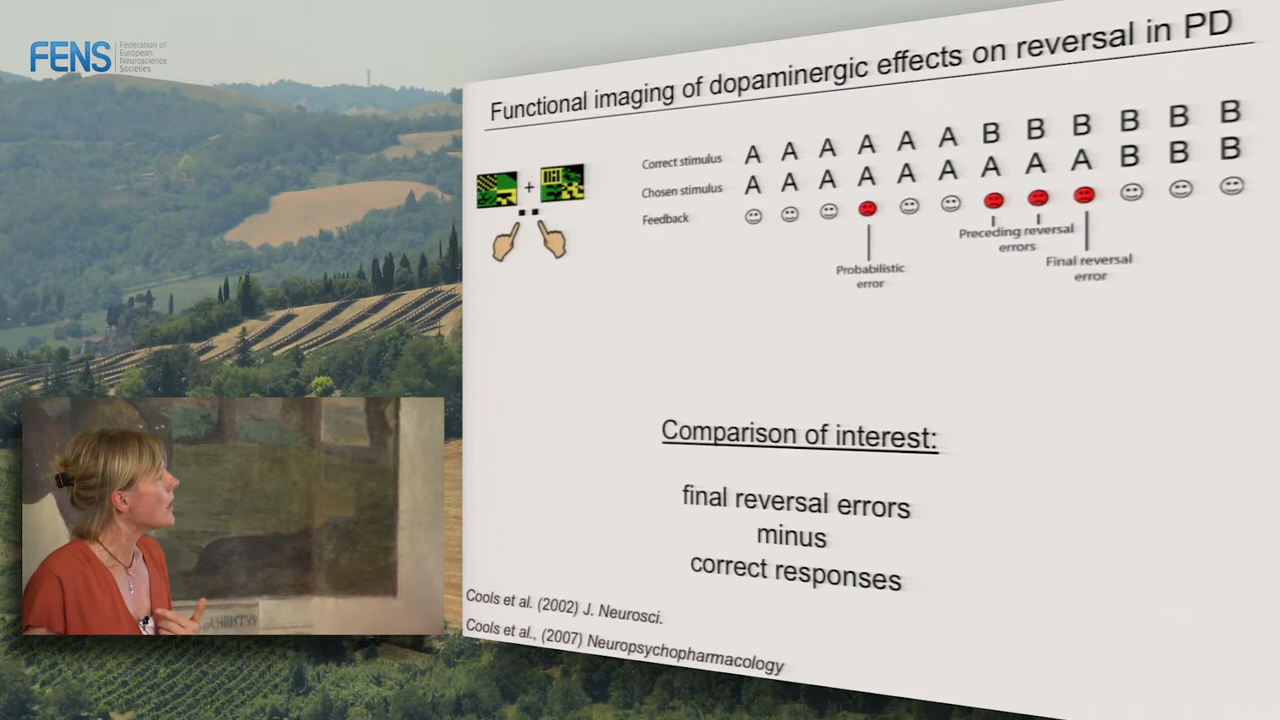 FENS
Federation of
European
Neuroscience
Societies
Functional imaging of dopaminergic effects on reversal in PD
Correct stimulus A A A A A A B B B B B B
Chosen stimulus A A A A A A A A A B B B
Feedback
+
Probabilistic
error
Preceding reversal
errors
Final reversal
error
Comparison of interest:
final reversal errors
minus
correct responses
Cools et al. (2002) J. Neurosci.
Cools et al., (2007) Neuropsychopharmacology